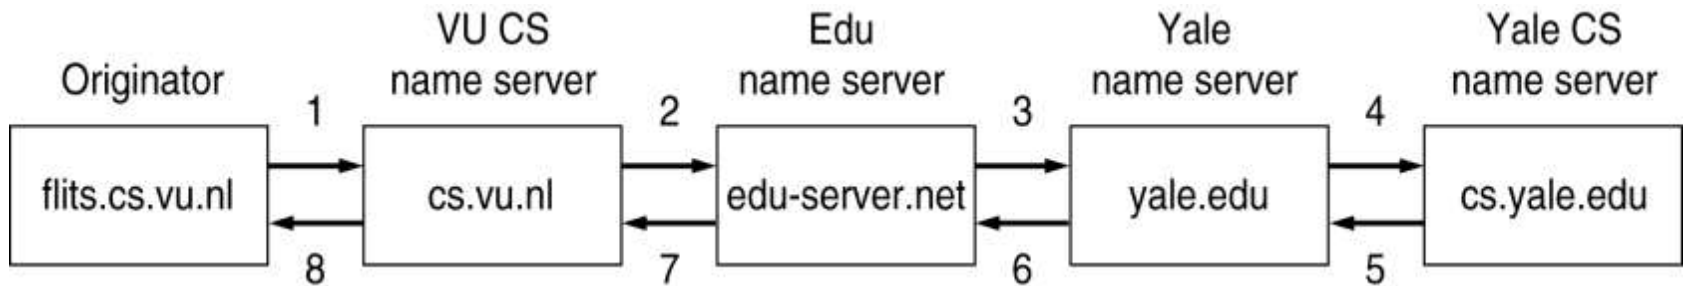 VU CS
Edu
Yale
Yale CS
Originator
name server
name server
name server
name server
1
2
3
4
flits.cs.vu.nl
cs.vu.nl
edu-server.net
yale.edu
cs.yale.edu
8
7
6
5